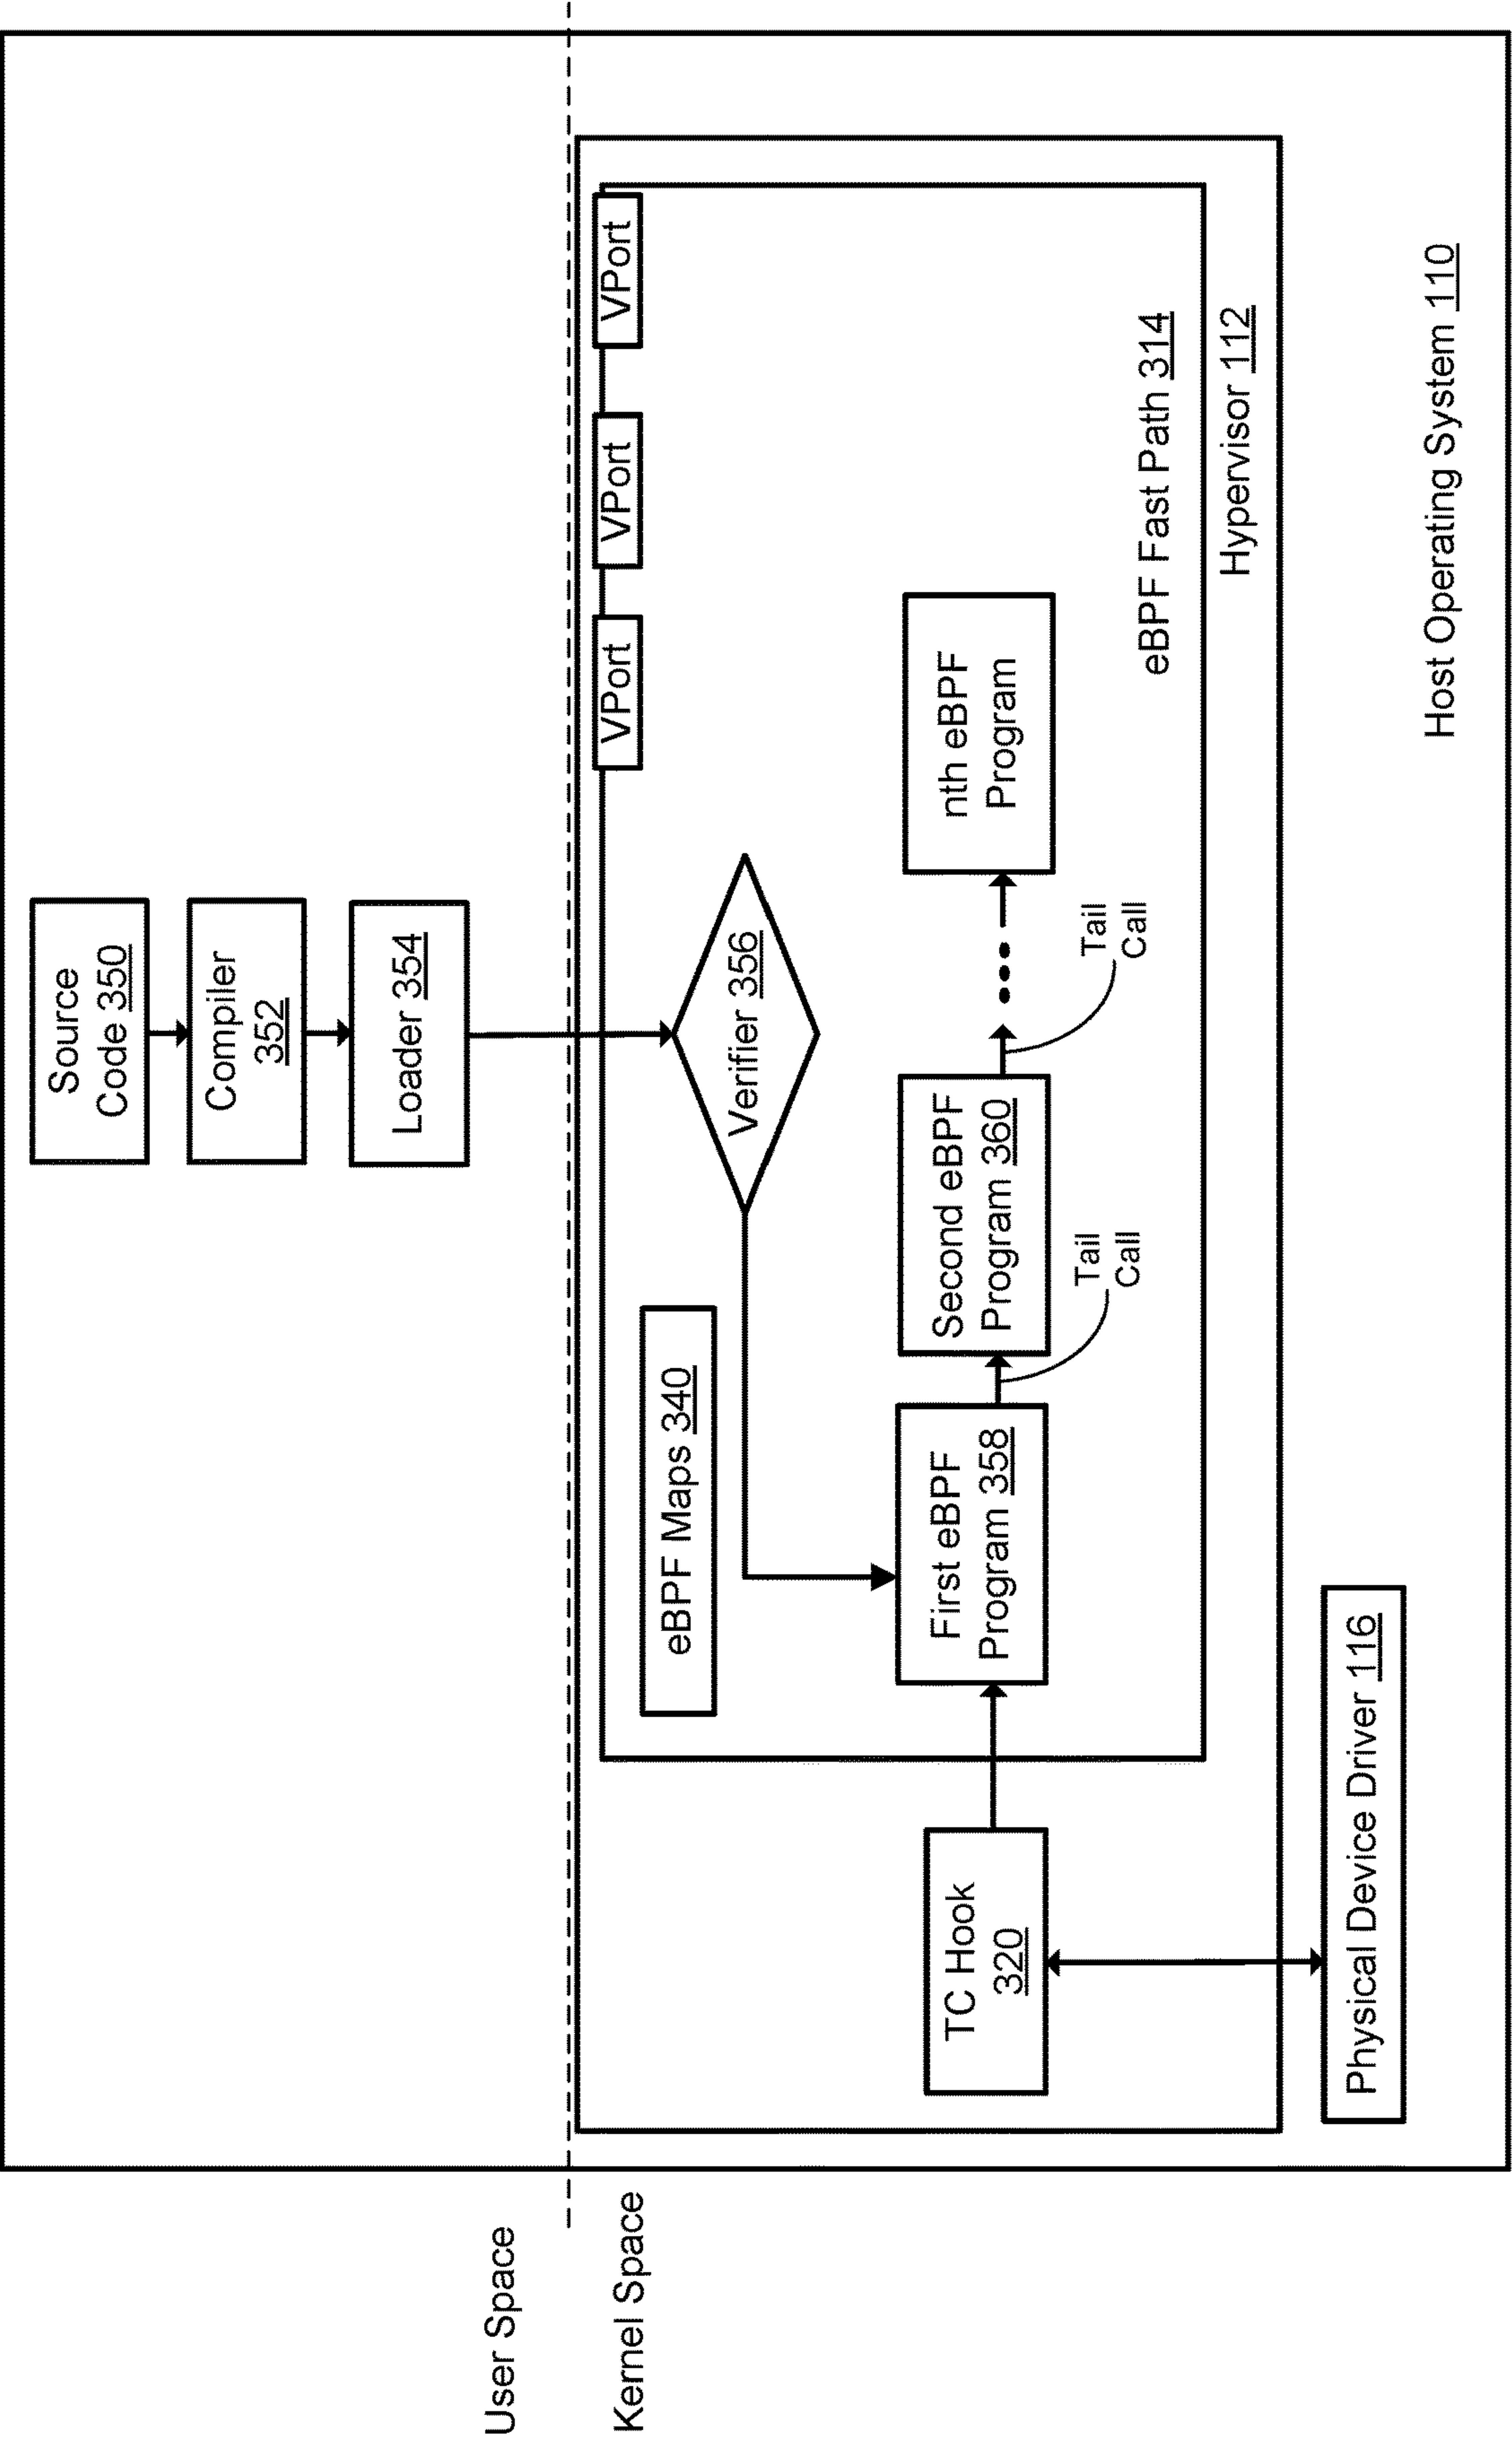 Source
Code 350
Compiler
352
Loader 354
User Space
Kernel Space
VPort
VPort
VPort
Verifier 356
eBPF Maps 340
TC Hook
320
First eBPF
Program 358
Second eBPF
Program 360
nth eBPF
Program
Tail
Call
Tail
Call
eBPF Fast Path 314
Hypervisor 112
Physical Device Driver 116
Host Operating System 110